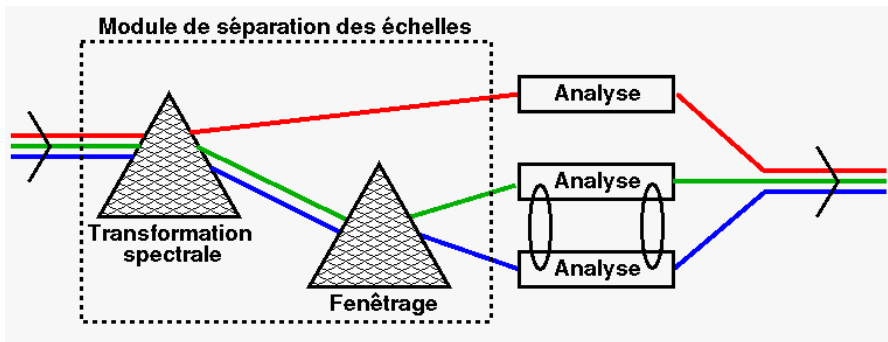 Module de séparation des échelles
Analyse
Analyse
Transformation
spectrale
Analyse
Fenêtrage